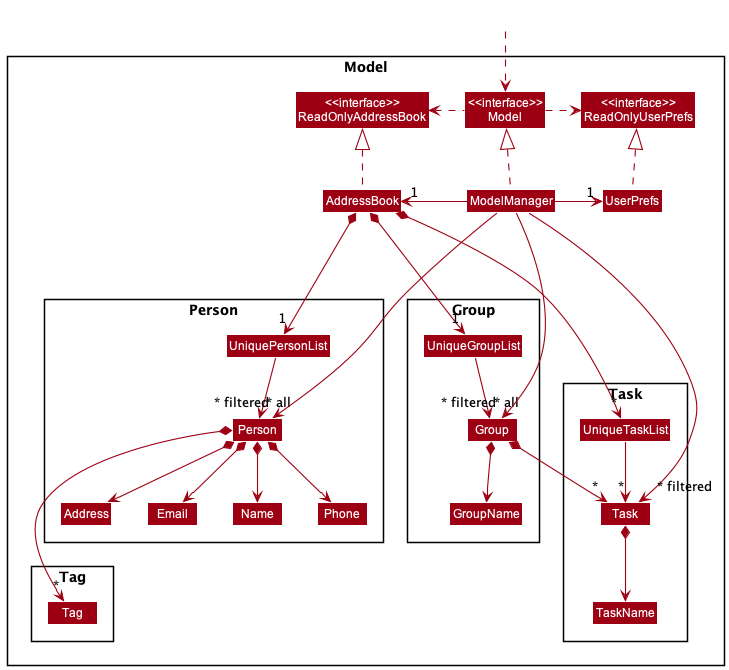 Model
<<interface>>
ReadOnlyAddressBook
<<interface>>
Model
<<interface>>
ReadOnlyUserPrefs
AddressBook
1
ModelManager
1
UserPrefs
Person
Group
1
1
UniquePersonList
UniqueGroupList
Task
* filtered
* all
* filtered
* all
Person
Group
UniqueTaskList
*
*
* filtered
Address
Email
Name
Phone
GroupName
Task
Tag
*
Tag
TaskName